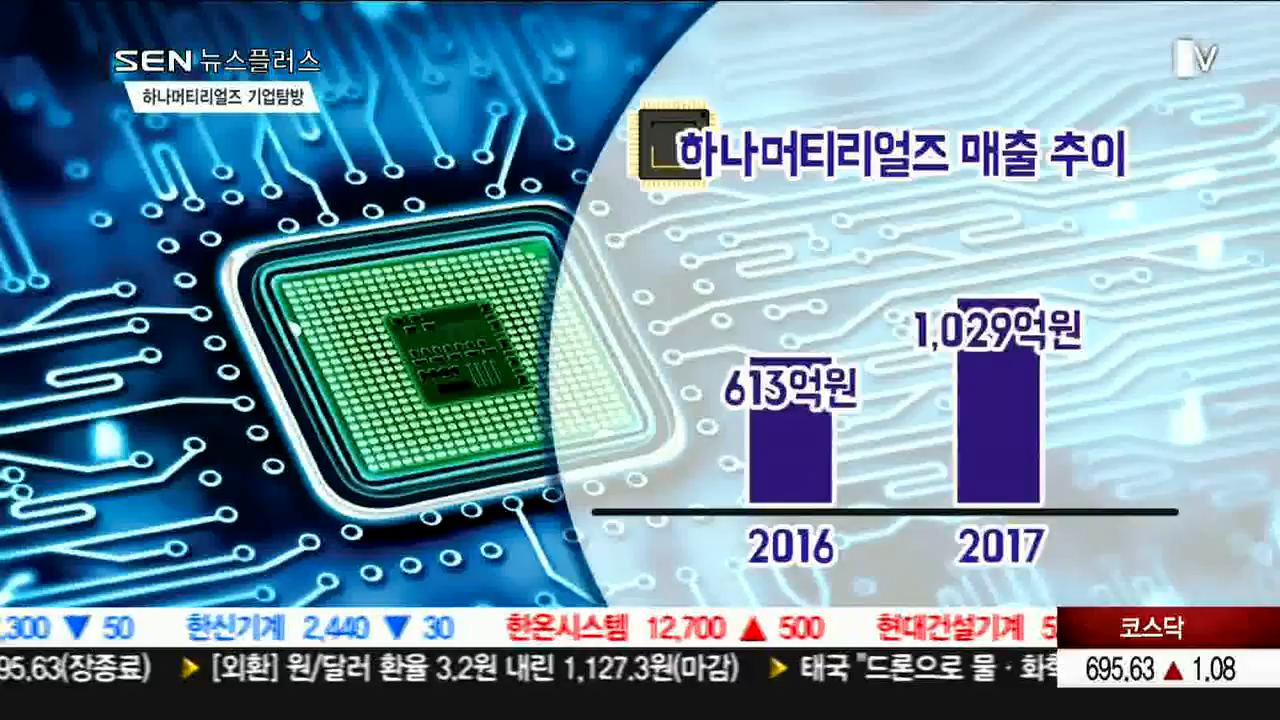 SEN 뉴스플러스
하나머티리얼즈 기업탐방
TV
하나머티리얼즈 매출 추이
613억원
1,029억원
2016
2017
,300 ▼ 50 한신기계 2,440 ▼ 30 한온시스템 12,700 ▲ 500 현대건설기계 5
코스닥
95.63(장종료) ▶ [외환] 원/달러 환율 3.2원 내린 1,127.3원(마감) ▶ 태국 "드론으로 물·화학
695.63 ▲ 1.08